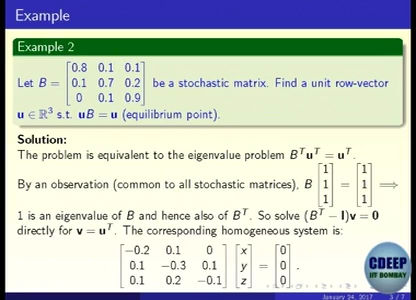 Example
Example 2
Let B = [0.8 0.1 0.1; 0.1 0.7 0.2; 0 0.1 0.9] be a stochastic matrix. Find a unit row-vector
u ∈ ℝ³ s.t. uB = u (equilibrium point).
Solution:
The problem is equivalent to the eigenvalue problem Bᵀuᵀ = uᵀ.
By an observation (common to all stochastic matrices), B [1; 1; 1] = [1; 1; 1] ⟹
1 is an eigenvalue of B and hence also of Bᵀ. So solve (Bᵀ − I)v = 0
directly for v = uᵀ. The corresponding homogeneous system is:
[−0.2 0.1 0; 0.1 −0.3 0.1; 0.1 0.2 −0.1] [x; y; z] = [0; 0; 0].
CDEEP
IIT BOMBAY
January 24, 2017 3 / 7